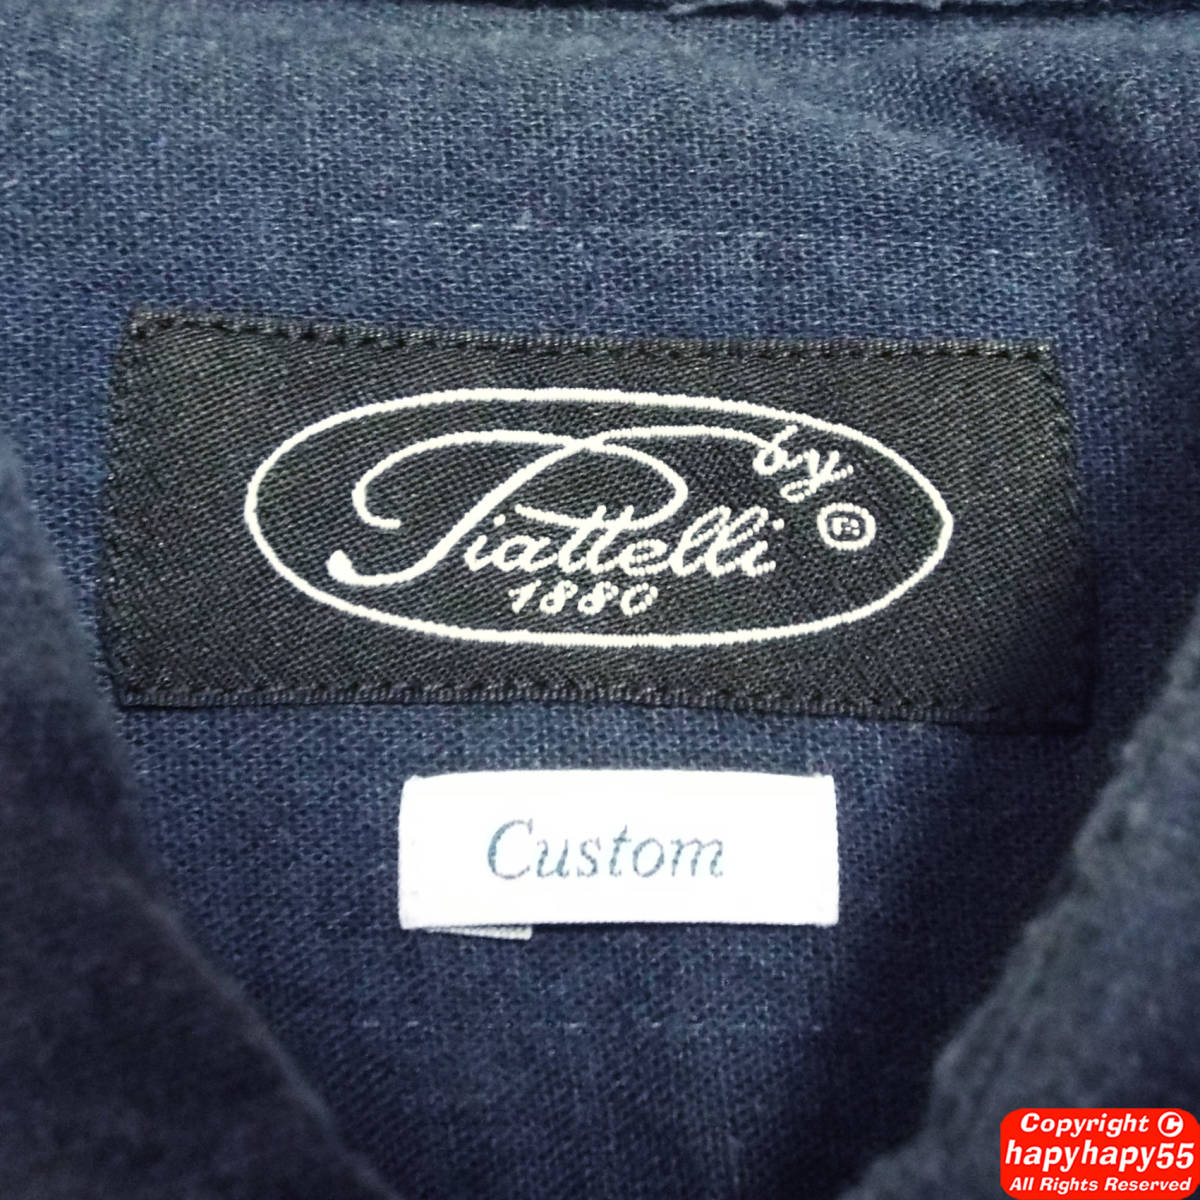 by
Piattelli ®
1880
Custom
Copyright ©
hapyhapy55
All Rights Reserved